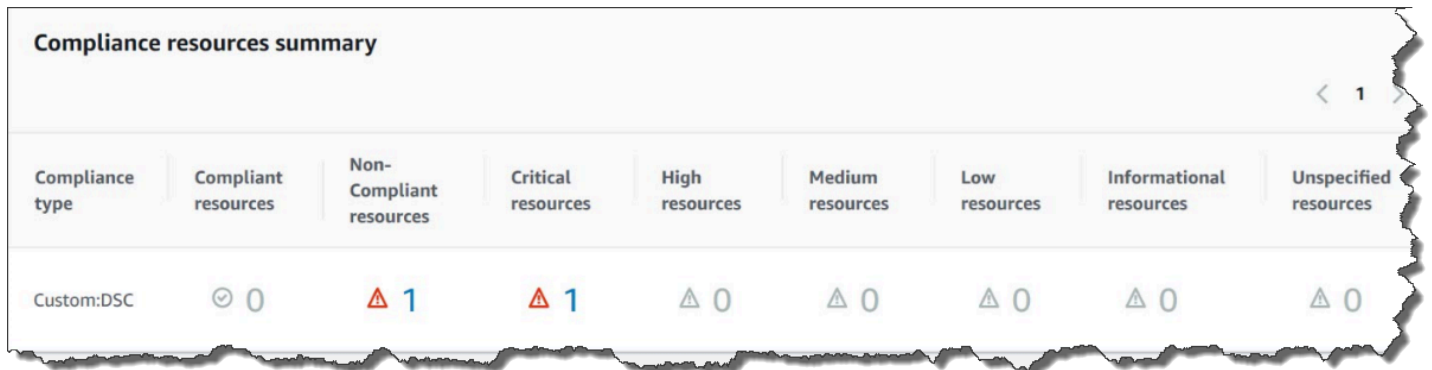 Compliance resources summary
1
Compliance type
Compliant resources
Non-Compliant resources
Critical resources
High resources
Medium resources
Low resources
Informational resources
Unspecified resources
Custom:DSC 0 1 1 0 0 0 0 0